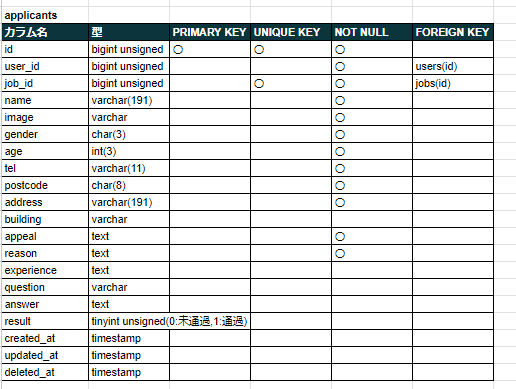 applicants
カラム名 型 PRIMARY KEY UNIQUE KEY NOT NULL FOREIGN KEY
id bigint unsigned 〇 〇 〇
user_id bigint unsigned 〇 users(id)
job_id bigint unsigned 〇 〇 jobs(id)
name varchar(191) 〇
image varchar 〇
gender char(3) 〇
age int(3) 〇
tel varchar(11) 〇
postcode char(8) 〇
address varchar(191) 〇
building varchar
appeal text 〇
reason text 〇
experience text
question varchar
answer text
result tinyint unsigned(0:未通過,1:通過)
created_at timestamp
updated_at timestamp
deleted_at timestamp